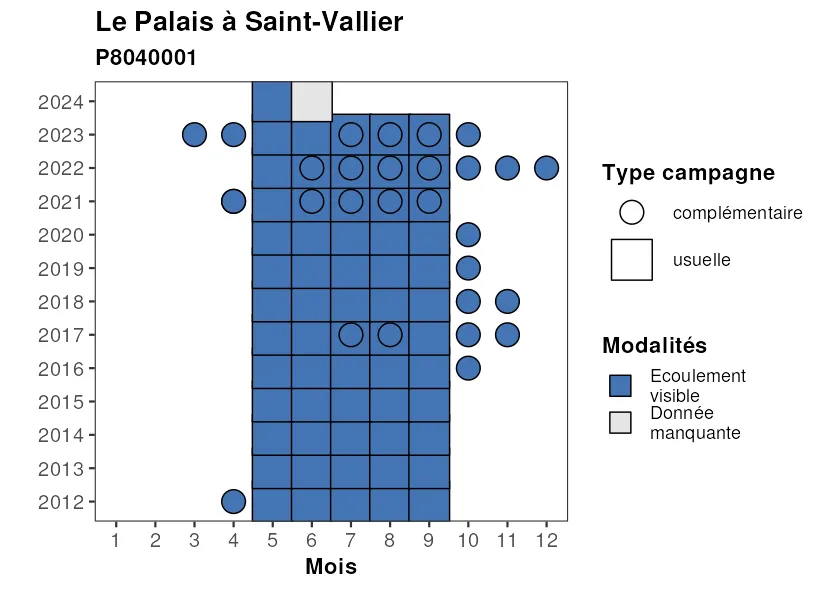 Le Palais à Saint-Vallier
P8040001
2024
2023
2022
2021
2020
2019
2018
2017
2016
2015
2014
2013
2012
1 2 3 4 5 6 7 8 9 10 11 12
Mois
Type campagne
complémentaire
usuelle
Modalités
Ecoulement
visible
Donnée
manquante